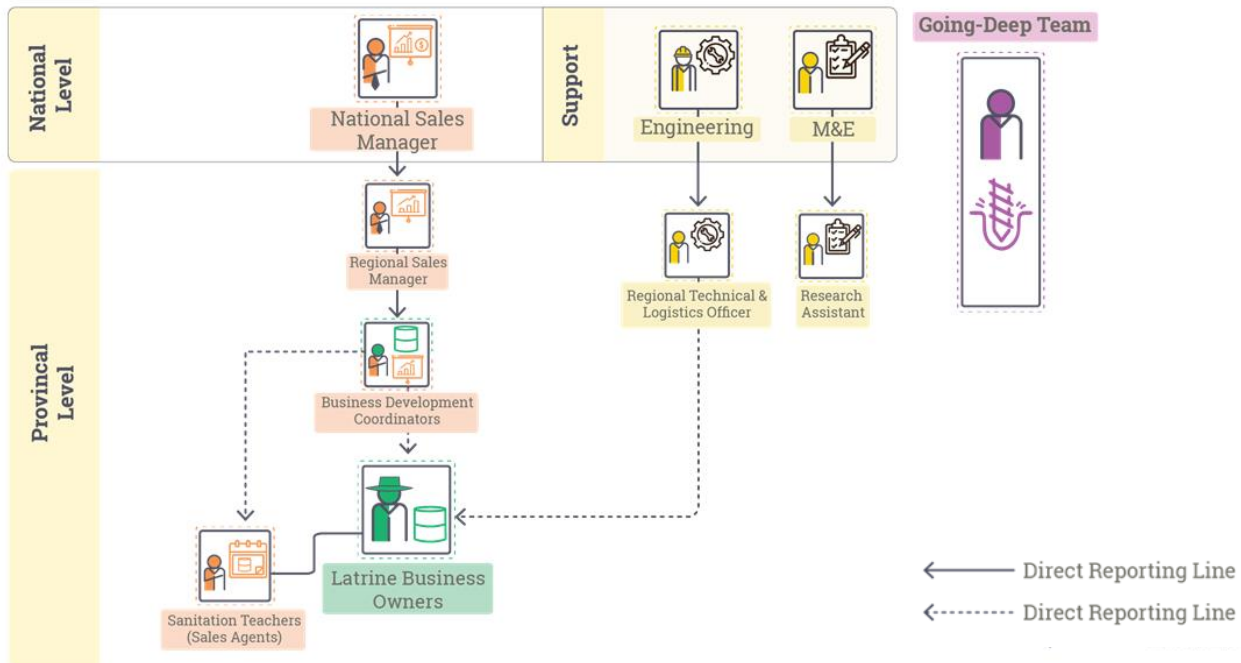 National
Level
National Sales
Manager
Support
Engineering
M&E
Going-Deep Team
Provincal
Level
Regional Sales
Manager
Regional Technical &
Logistics Officer
Research
Assistant
Business Development
Coordinators
Latrine Business
Owners
Sanitation Teachers
(Sales Agents)
Direct Reporting Line
Direct Reporting Line